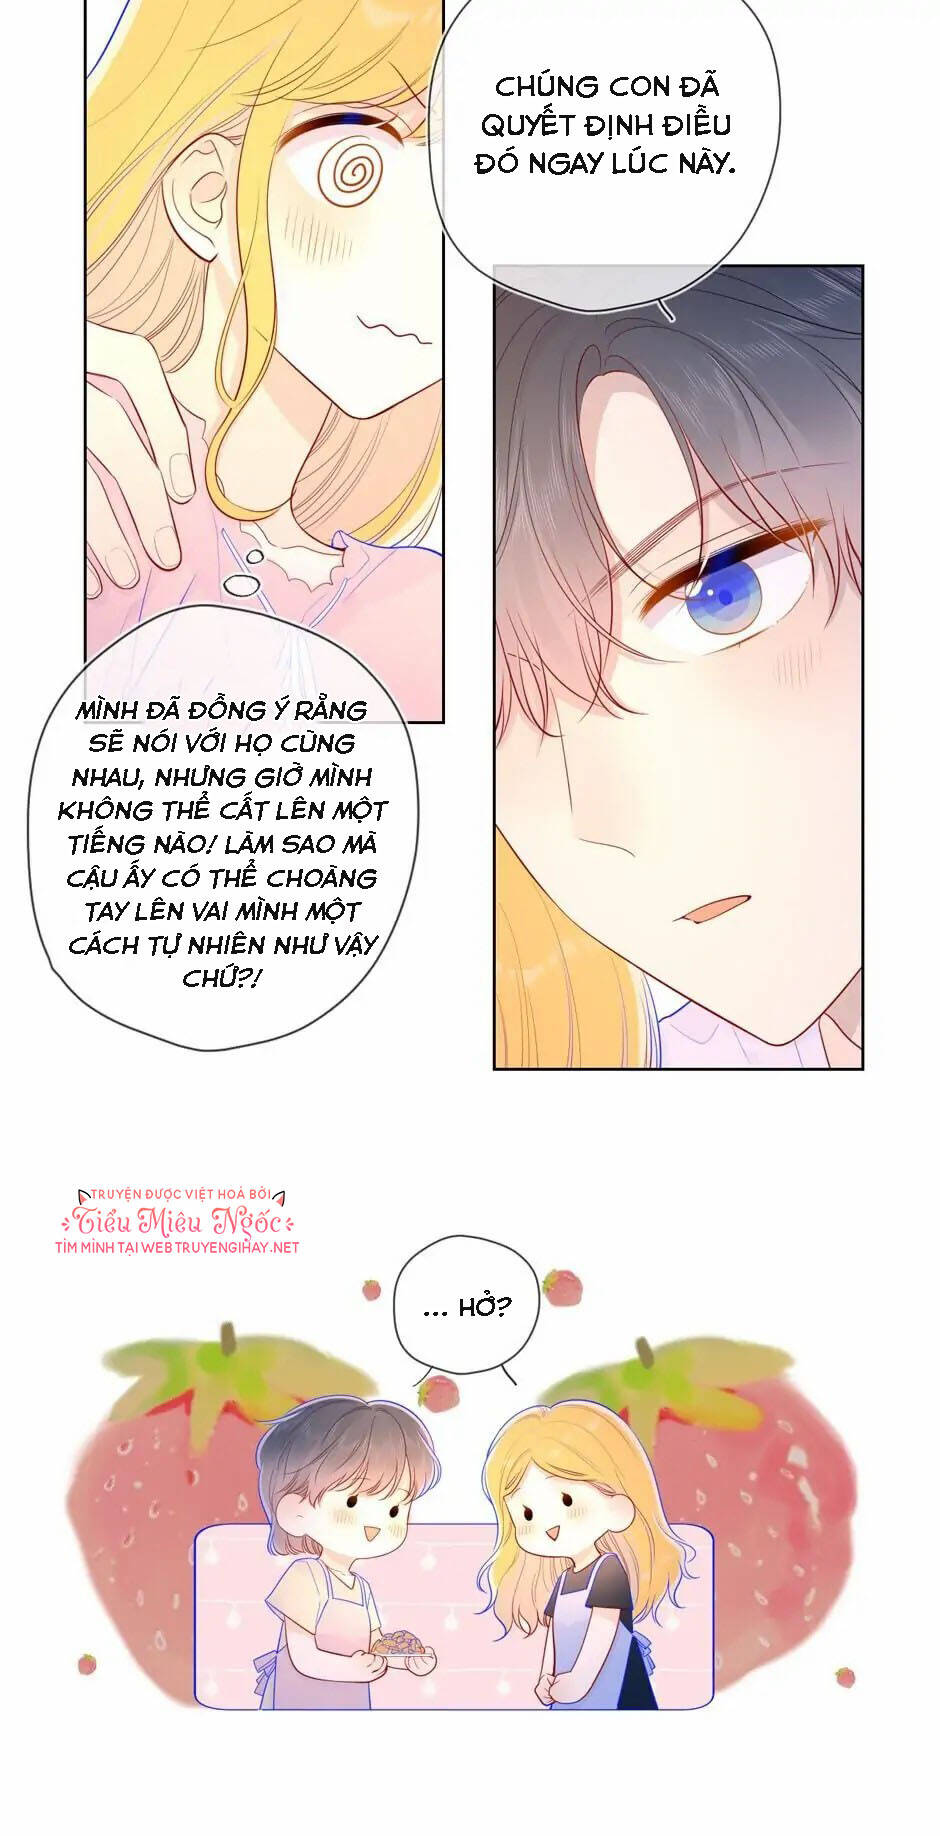 CHÚNG CON ĐÃ
QUYẾT ĐỊNH ĐIỀU
ĐÓ NGAY LÚC NÀY.
MÌNH ĐÃ ĐỒNG Ý RẰNG
SẼ NÓI VỚI HỌ CÙNG
NHAU, NHƯNG GIỜ MÌNH
KHÔNG THỂ CẤT LÊN MỘT
TIẾNG NÀO! LÀM SAO MÀ
CẬU ẤY CÓ THỂ CHOÀNG
TAY LÊN VAI MÌNH MỘT
CÁCH TỰ NHIÊN NHƯ VẬY
CHỨ?!
TRUYỆN ĐƯỢC VIỆT HOÁ BỞI
Tiểu Miêu Ngốc
TÌM MÌNH TẠI WEBTRUYENGIHAY.NET
... HỞ?